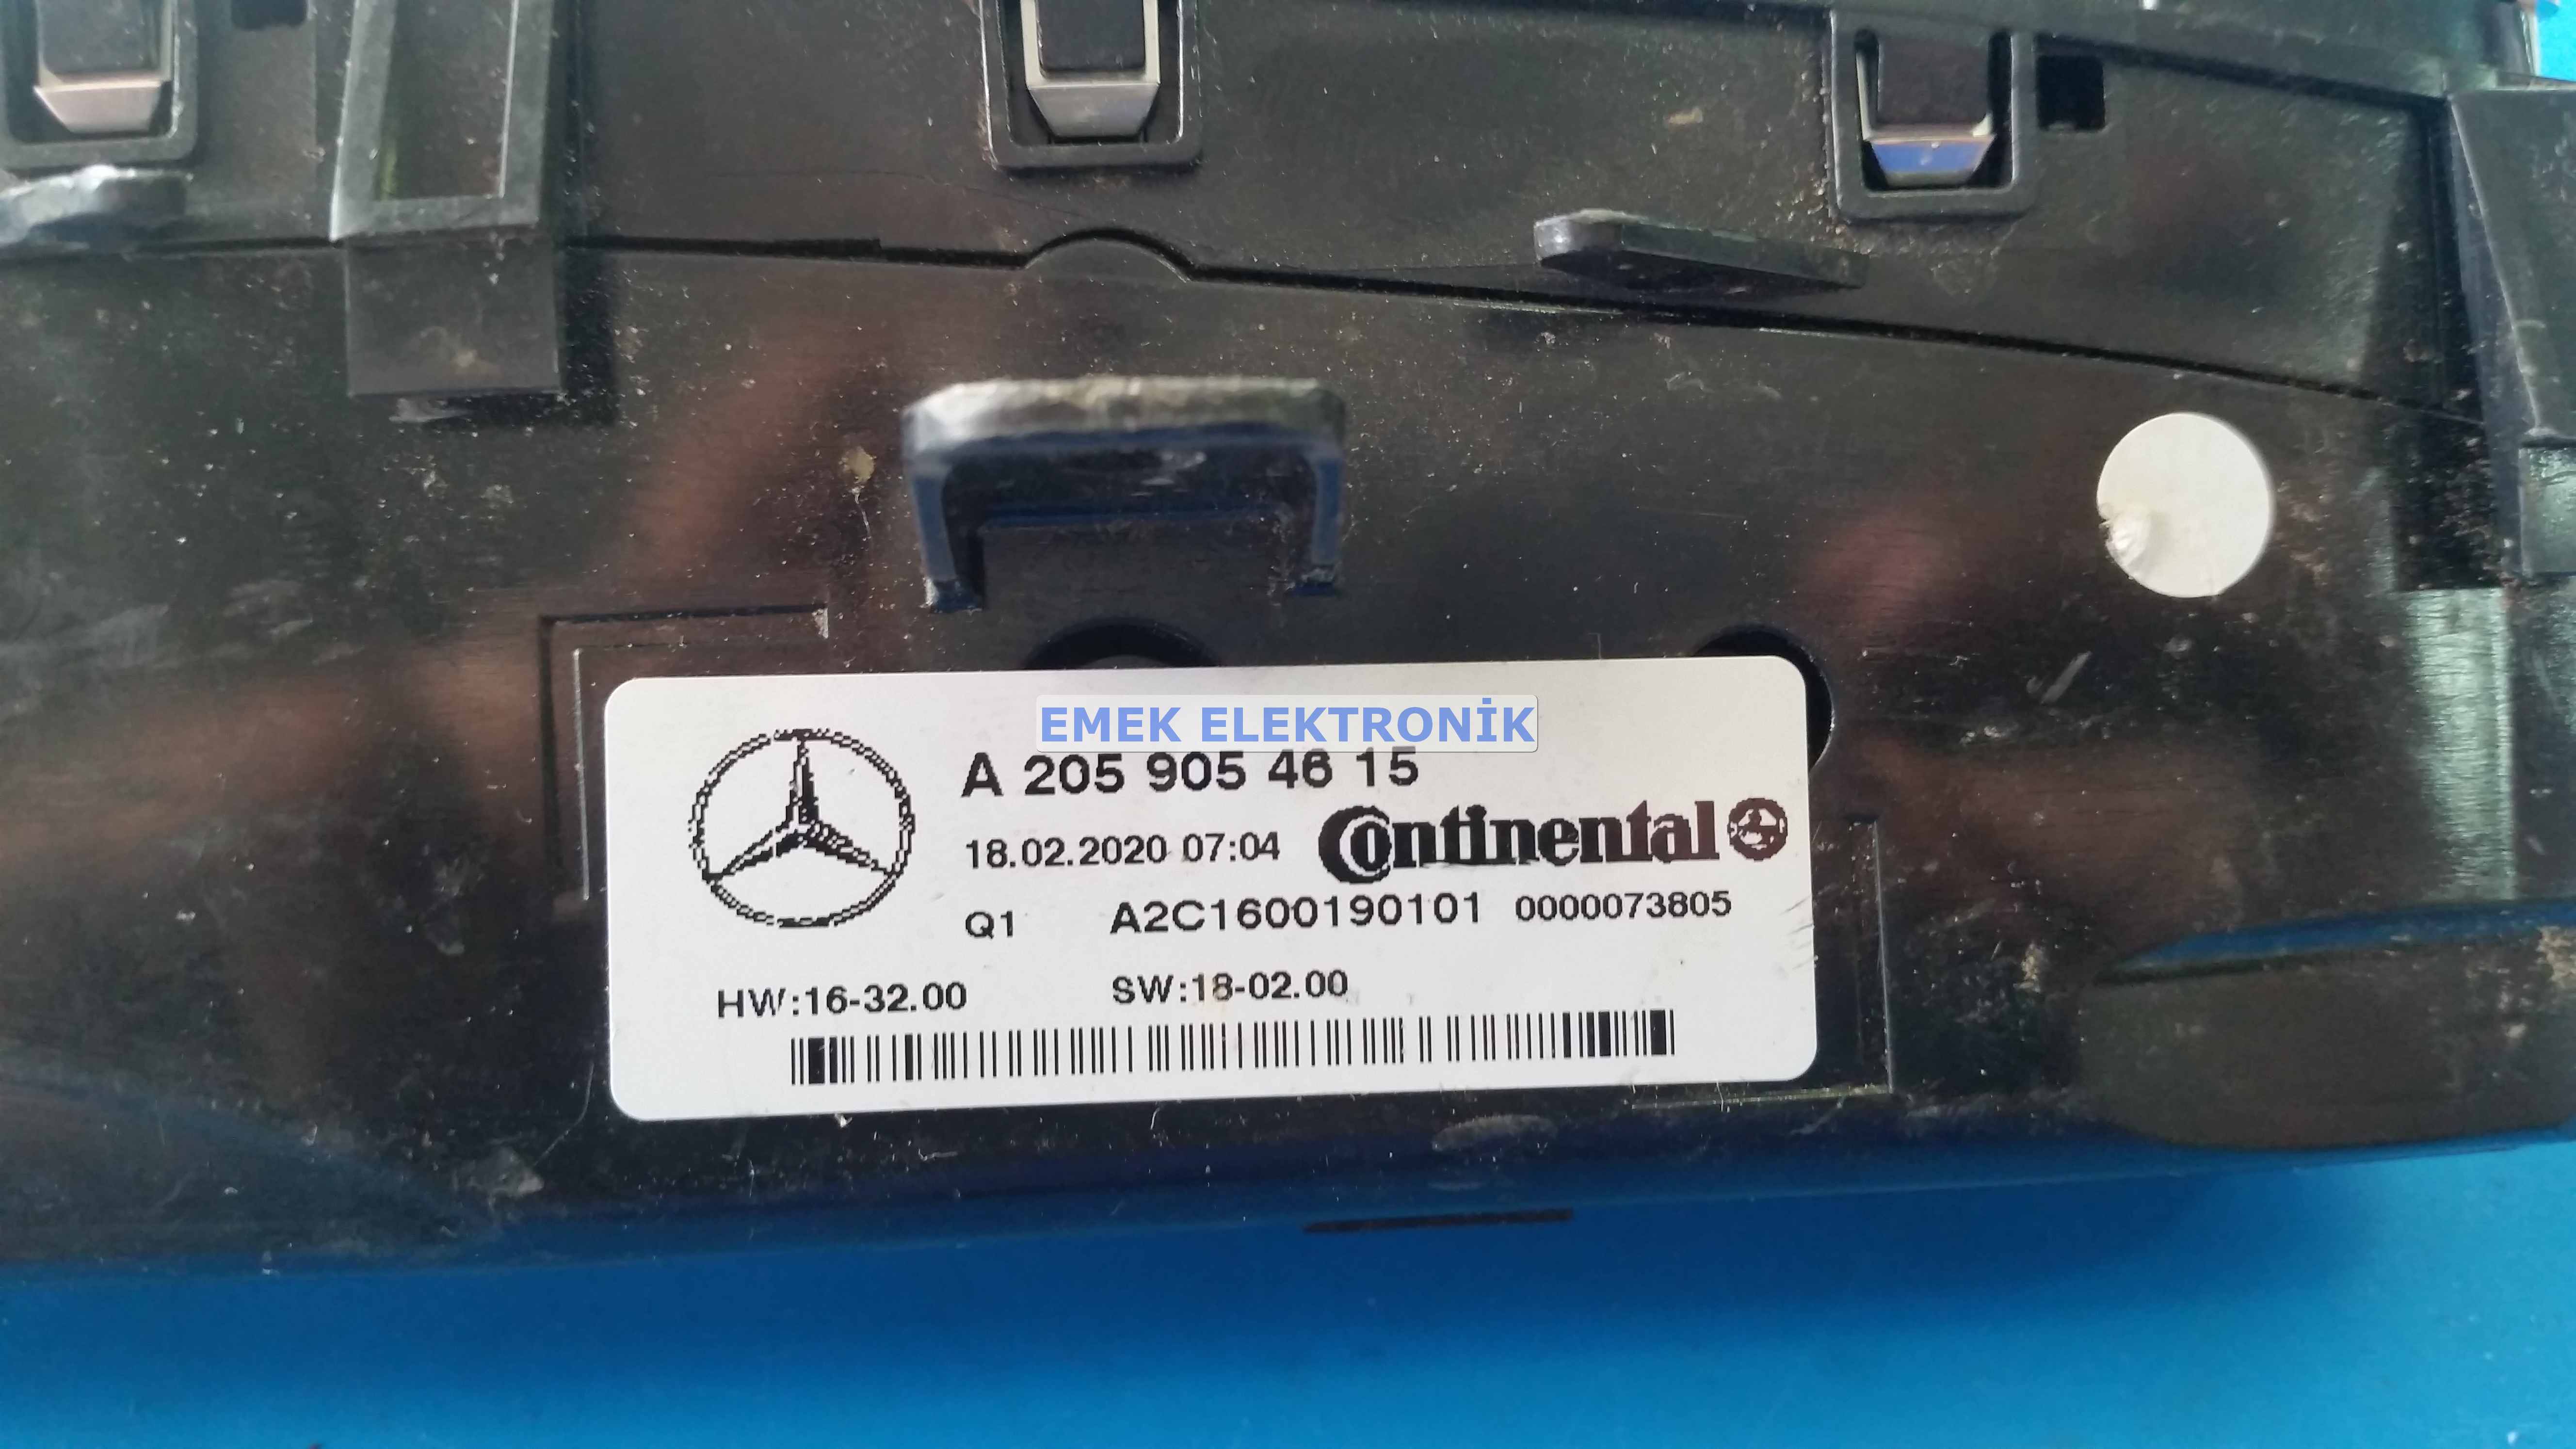 EMEK ELEKTRONİK
A 205 905 46 15
18.02.2020 07:04 Continental
Q1 A2C1600190101 0000073805
HW:16-32.00 SW:18-02.00